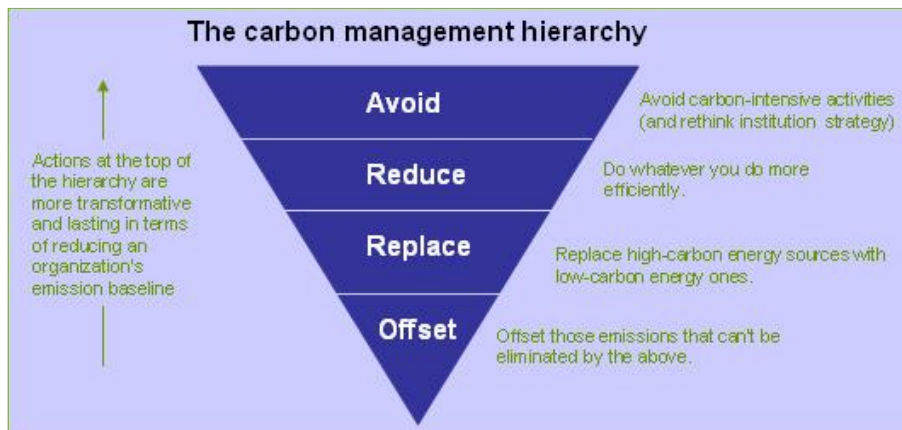 The carbon management hierarchy
Actions at the top of
the hierarchy are
more transformative
and lasting in terms
of reducing an
organization's
emission baseline
Avoid
Avoid carbon-intensive activities
(and rethink institution strategy)
Reduce
Do whatever you do more
efficiently.
Replace
Replace high-carbon energy sources with
low-carbon energy ones.
Offset
Offset those emissions that can't be
eliminated by the above.